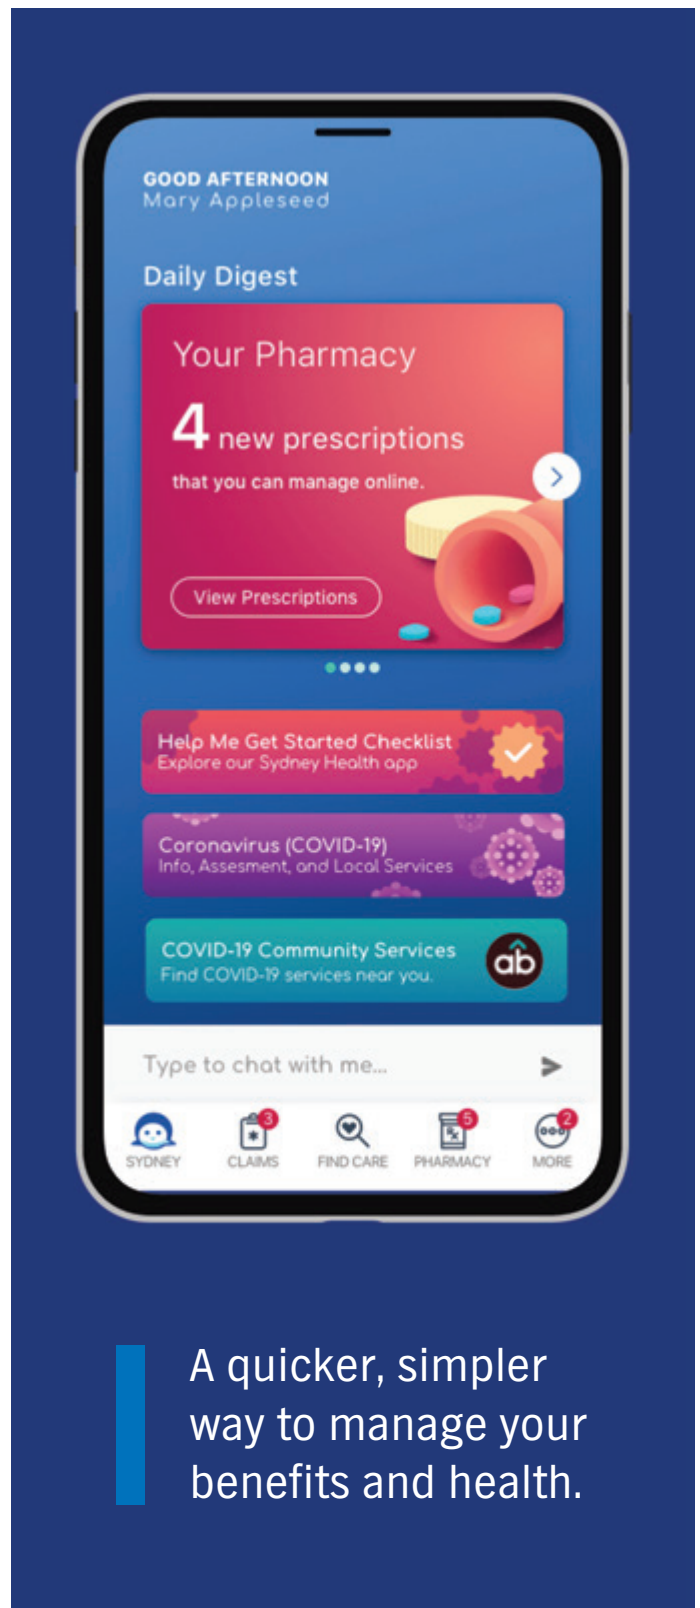 GOOD AFTERNOON
Mary Appleseed
Daily Digest
Your Pharmacy
4 new prescriptions
that you can manage online.
View Prescriptions
Help Me Get Started Checklist
Explore our Sydney Health app
Coronavirus (COVID-19)
Info, Assesment, and Local Services
COVID-19 Community Services
Find COVID-19 services near you.
ab
Type to chat with me...
3
5
2
Rx
SYDNEY
CLAIMS
FIND CARE
PHARMACY
MORE
A quicker, simpler
way to manage your
benefits and health.